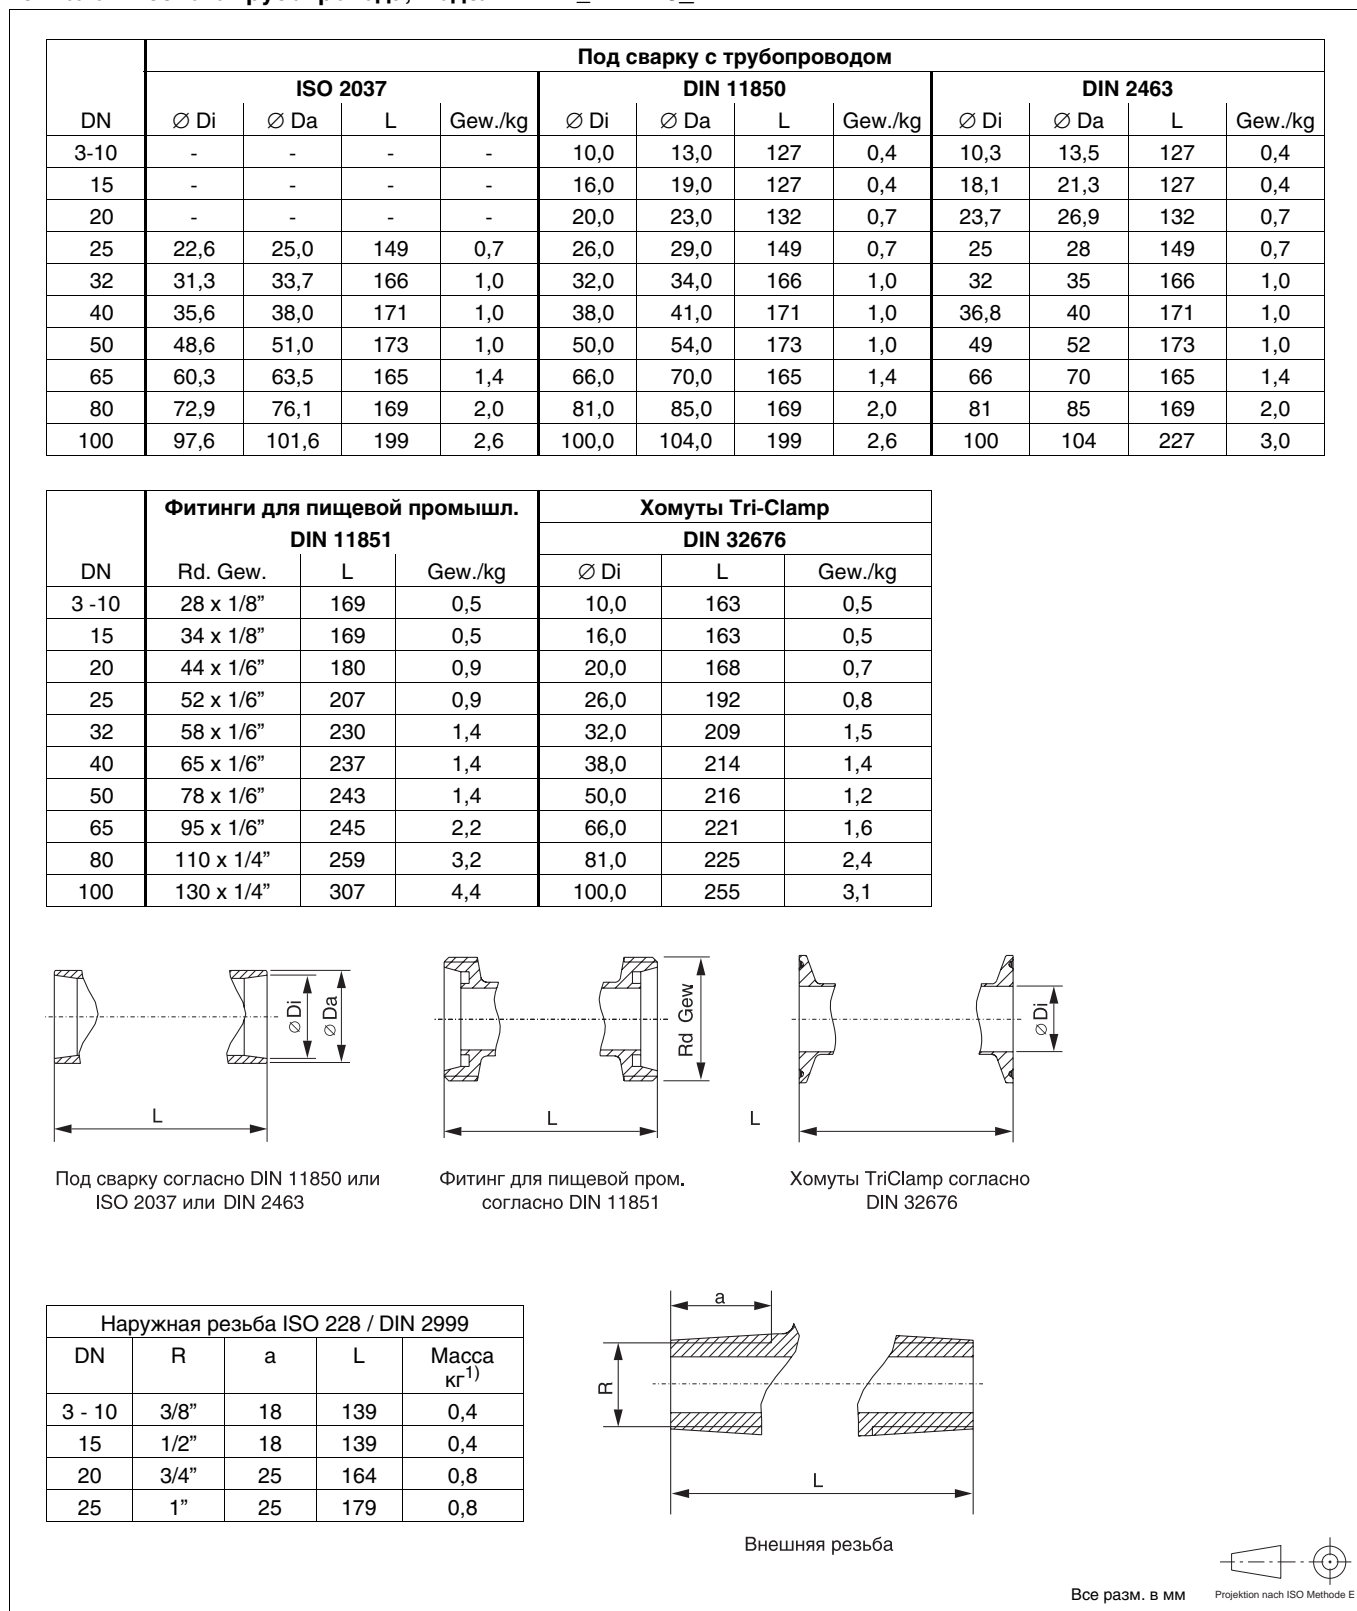 Под сварку с трубопроводом
ISO 2037 DIN 11850 DIN 2463
DN ∅ Di ∅ Da L Gew./kg ∅ Di ∅ Da L Gew./kg ∅ Di ∅ Da L Gew./kg
3-10 - - - - 10,0 13,0 127 0,4 10,3 13,5 127 0,4
15 - - - - 16,0 19,0 127 0,4 18,1 21,3 127 0,4
20 - - - - 20,0 23,0 132 0,7 23,7 26,9 132 0,7
25 22,6 25,0 149 0,7 26,0 29,0 149 0,7 25 28 149 0,7
32 31,3 33,7 166 1,0 32,0 34,0 166 1,0 32 35 166 1,0
40 35,6 38,0 171 1,0 38,0 41,0 171 1,0 36,8 40 171 1,0
50 48,6 51,0 173 1,0 50,0 54,0 173 1,0 49 52 173 1,0
65 60,3 63,5 165 1,4 66,0 70,0 165 1,4 66 70 165 1,4
80 72,9 76,1 169 2,0 81,0 85,0 169 2,0 81 85 169 2,0
100 97,6 101,6 199 2,6 100,0 104,0 199 2,6 100 104 227 3,0
Фитинги для пищевой промышл. Хомуты Tri-Clamp
DIN 11851 DIN 32676
DN Rd. Gew. L Gew./kg ∅ Di L Gew./kg
3 -10 28 x 1/8” 169 0,5 10,0 163 0,5
15 34 x 1/8” 169 0,5 16,0 163 0,5
20 44 x 1/6” 180 0,9 20,0 168 0,7
25 52 x 1/6” 207 0,9 26,0 192 0,8
32 58 x 1/6” 230 1,4 32,0 209 1,5
40 65 x 1/6” 237 1,4 38,0 214 1,4
50 78 x 1/6” 243 1,4 50,0 216 1,2
65 95 x 1/6” 245 2,2 66,0 221 1,6
80 110 x 1/4” 259 3,2 81,0 225 2,4
100 130 x 1/4” 307 4,4 100,0 255 3,1
∅ Di ∅ Da L
Rd Gew L
∅ Di L
Под сварку согласно DIN 11850 или
ISO 2037 или DIN 2463
Фитинг для пищевой пром.
согласно DIN 11851
Хомуты TriClamp согласно
DIN 32676
Наружная резьба ISO 228 / DIN 2999
DN R a L Масса
кг1)
3 - 10 3/8” 18 139 0,4
15 1/2” 18 139 0,4
20 3/4” 25 164 0,8
25 1” 25 179 0,8
a
R
L
Внешняя резьба
Все разм. в мм
Projektion nach ISO Methode E